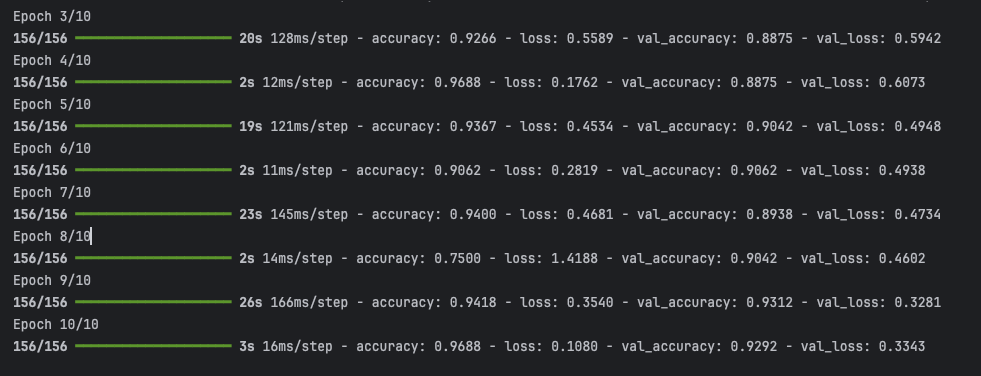 Epoch 3/10
156/156 ━━━━━━━━━━━━━━━━━━━━ 20s 128ms/step - accuracy: 0.9266 - loss: 0.5589 - val_accuracy: 0.8875 - val_loss: 0.5942
Epoch 4/10
156/156 ━━━━━━━━━━━━━━━━━━━━ 2s 12ms/step - accuracy: 0.9688 - loss: 0.1762 - val_accuracy: 0.8875 - val_loss: 0.6073
Epoch 5/10
156/156 ━━━━━━━━━━━━━━━━━━━━ 19s 121ms/step - accuracy: 0.9367 - loss: 0.4534 - val_accuracy: 0.9042 - val_loss: 0.4948
Epoch 6/10
156/156 ━━━━━━━━━━━━━━━━━━━━ 2s 11ms/step - accuracy: 0.9062 - loss: 0.2819 - val_accuracy: 0.9062 - val_loss: 0.4938
Epoch 7/10
156/156 ━━━━━━━━━━━━━━━━━━━━ 23s 145ms/step - accuracy: 0.9400 - loss: 0.4681 - val_accuracy: 0.8938 - val_loss: 0.4734
Epoch 8/10
156/156 ━━━━━━━━━━━━━━━━━━━━ 2s 14ms/step - accuracy: 0.7500 - loss: 1.4188 - val_accuracy: 0.9042 - val_loss: 0.4602
Epoch 9/10
156/156 ━━━━━━━━━━━━━━━━━━━━ 26s 166ms/step - accuracy: 0.9418 - loss: 0.3540 - val_accuracy: 0.9312 - val_loss: 0.3281
Epoch 10/10
156/156 ━━━━━━━━━━━━━━━━━━━━ 3s 16ms/step - accuracy: 0.9688 - loss: 0.1080 - val_accuracy: 0.9292 - val_loss: 0.3343